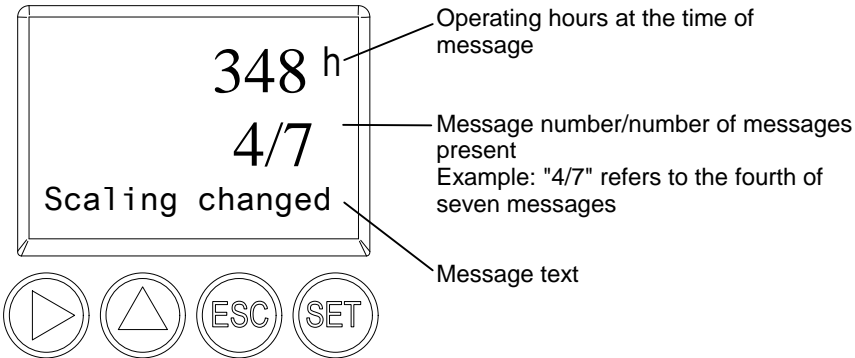 348 h
4/7
Scaling changed
Operating hours at the time of
message
Message number/number of messages
present
Example: "4/7" refers to the fourth of
seven messages
Message text
ESC
SET